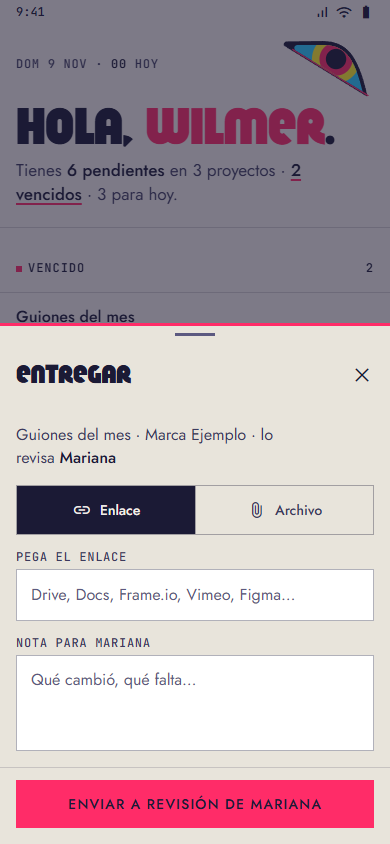 9:41
DOM 9 NOV · 00 HOY
HOLA, WILMER.
Tienes 6 pendientes en 3 proyectos · 2
vencidos · 3 para hoy.
VENCIDO 2
Guiones del mes
ENTREGAR
Guiones del mes · Marca Ejemplo · lo
revisa Mariana
Enlace Archivo
PEGA EL ENLACE
Drive, Docs, Frame.io, Vimeo, Figma...
NOTA PARA MARIANA
Qué cambió, qué falta...
ENVIAR A REVISIÓN DE MARIANA